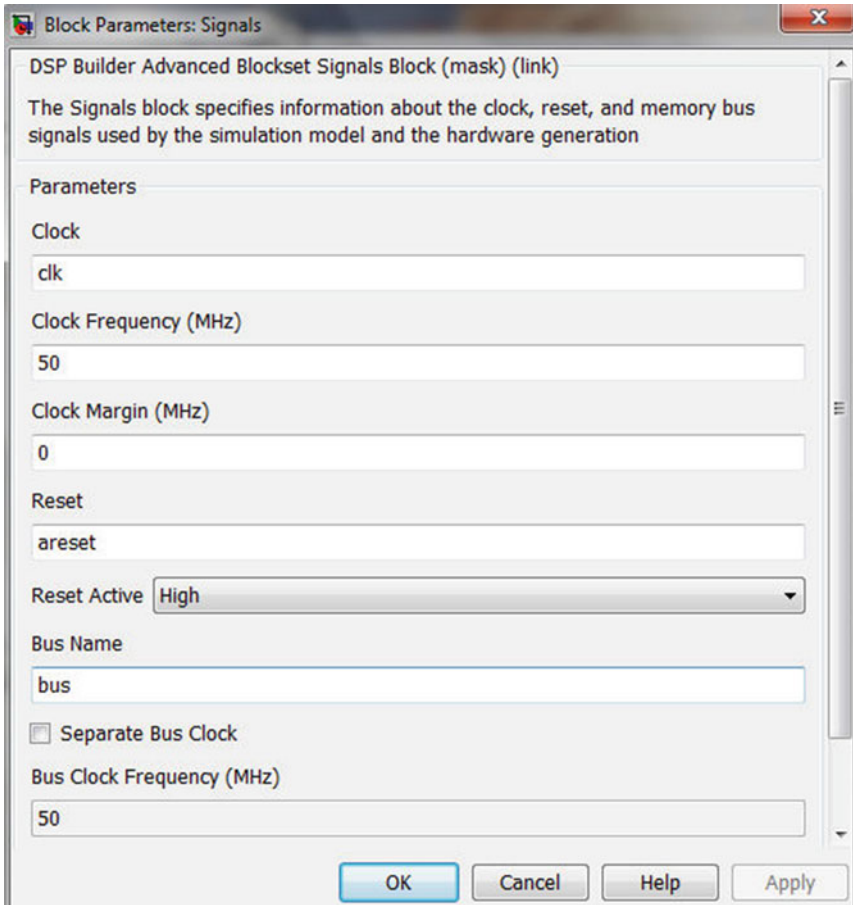 Block Parameters: Signals
DSP Builder Advanced Blockset Signals Block (mask) (link)
The Signals block specifies information about the clock, reset, and memory bus
signals used by the simulation model and the hardware generation
Parameters
Clock
clk
Clock Frequency (MHz)
50
Clock Margin (MHz)
0
Reset
areset
Reset Active High
Bus Name
bus
Separate Bus Clock
Bus Clock Frequency (MHz)
50
OK Cancel Help Apply